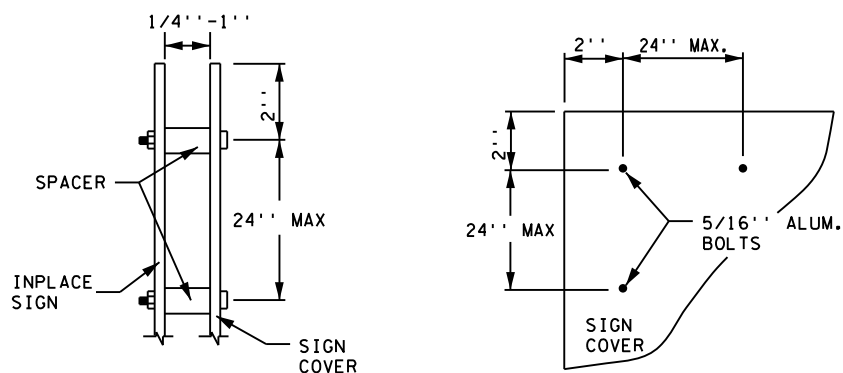 1/4''-1''
2''
SPACER
24'' MAX
INPLACE
SIGN
SIGN
COVER
2''
24'' MAX.
2''
24'' MAX
5/16'' ALUM.
BOLTS
SIGN
COVER